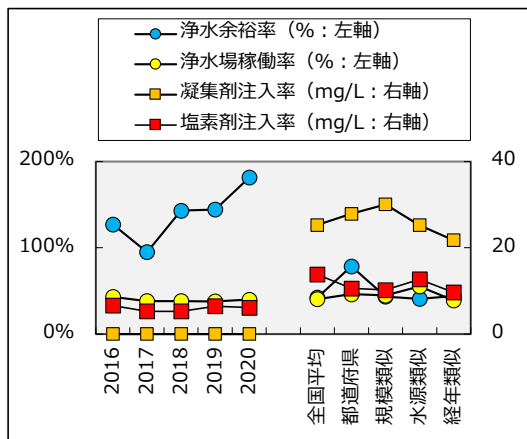 浄水余裕率（%：左軸）
浄水場稼働率（%：左軸）
凝集剤注入率（mg/L：右軸）
塩素剤注入率（mg/L：右軸）
200%
100%
0%
40
20
0
2016
2017
2018
2019
2020
全国平均
都道府県
規模類似
水源類似
経年類似